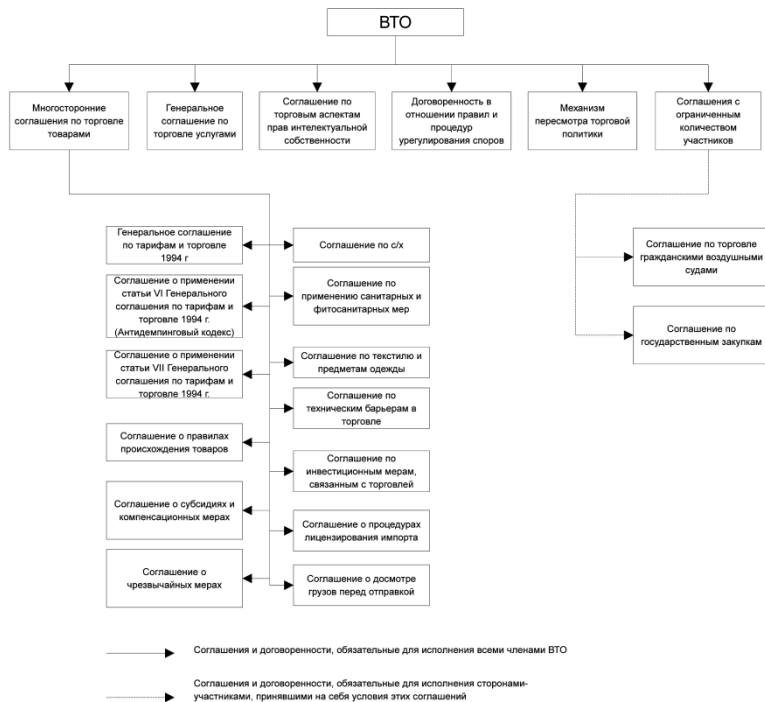 ВТО
Многосторонние
соглашения по торговле
товарами
Генеральное
соглашение по
торговле услугами
Соглашение по
торговым аспектам
прав интелектуальной
собственности
Договоренность в
отношении правил и
процедур
урегулирования споров
Механизм
пересмотра торговой
политики
Соглашения с
ограниченным
количеством
участников
Генеральное соглашение
по тарифам и торговле
1994 г
Соглашение по с/х
Соглашение о применении
статьи VI Генерального
соглашения по тарифам и
торговле 1994 г.
(Антидемпинговый кодекс)
Соглашение по
применению санитарных и
фитосанитарных мер
Соглашение о применении
статьи VII Генерального
соглашения по тарифам и
торговле 1994 г.
Соглашение по текстилю и
предметам одежды
Соглашение по
техническим барьерам в
торговле
Соглашение о правилах
происхождения товаров
Соглашение по
инвестиционным мерам,
связанным с торговлей
Соглашение о субсидиях и
компенсационных мерах
Соглашение о процедурах
лицензирования импорта
Соглашение о
чрезвычайных мерах
Соглашение о досмотре
грузов перед отправкой
Соглашение по торговле
гражданскими воздушными
судами
Соглашение по
государственным закупкам
Соглашения и договоренности, обязательные для исполнения всеми членами ВТО
Соглашения и договоренности, обязательные для исполнения сторонами-
участниками, принявшими на себя условия этих соглашений